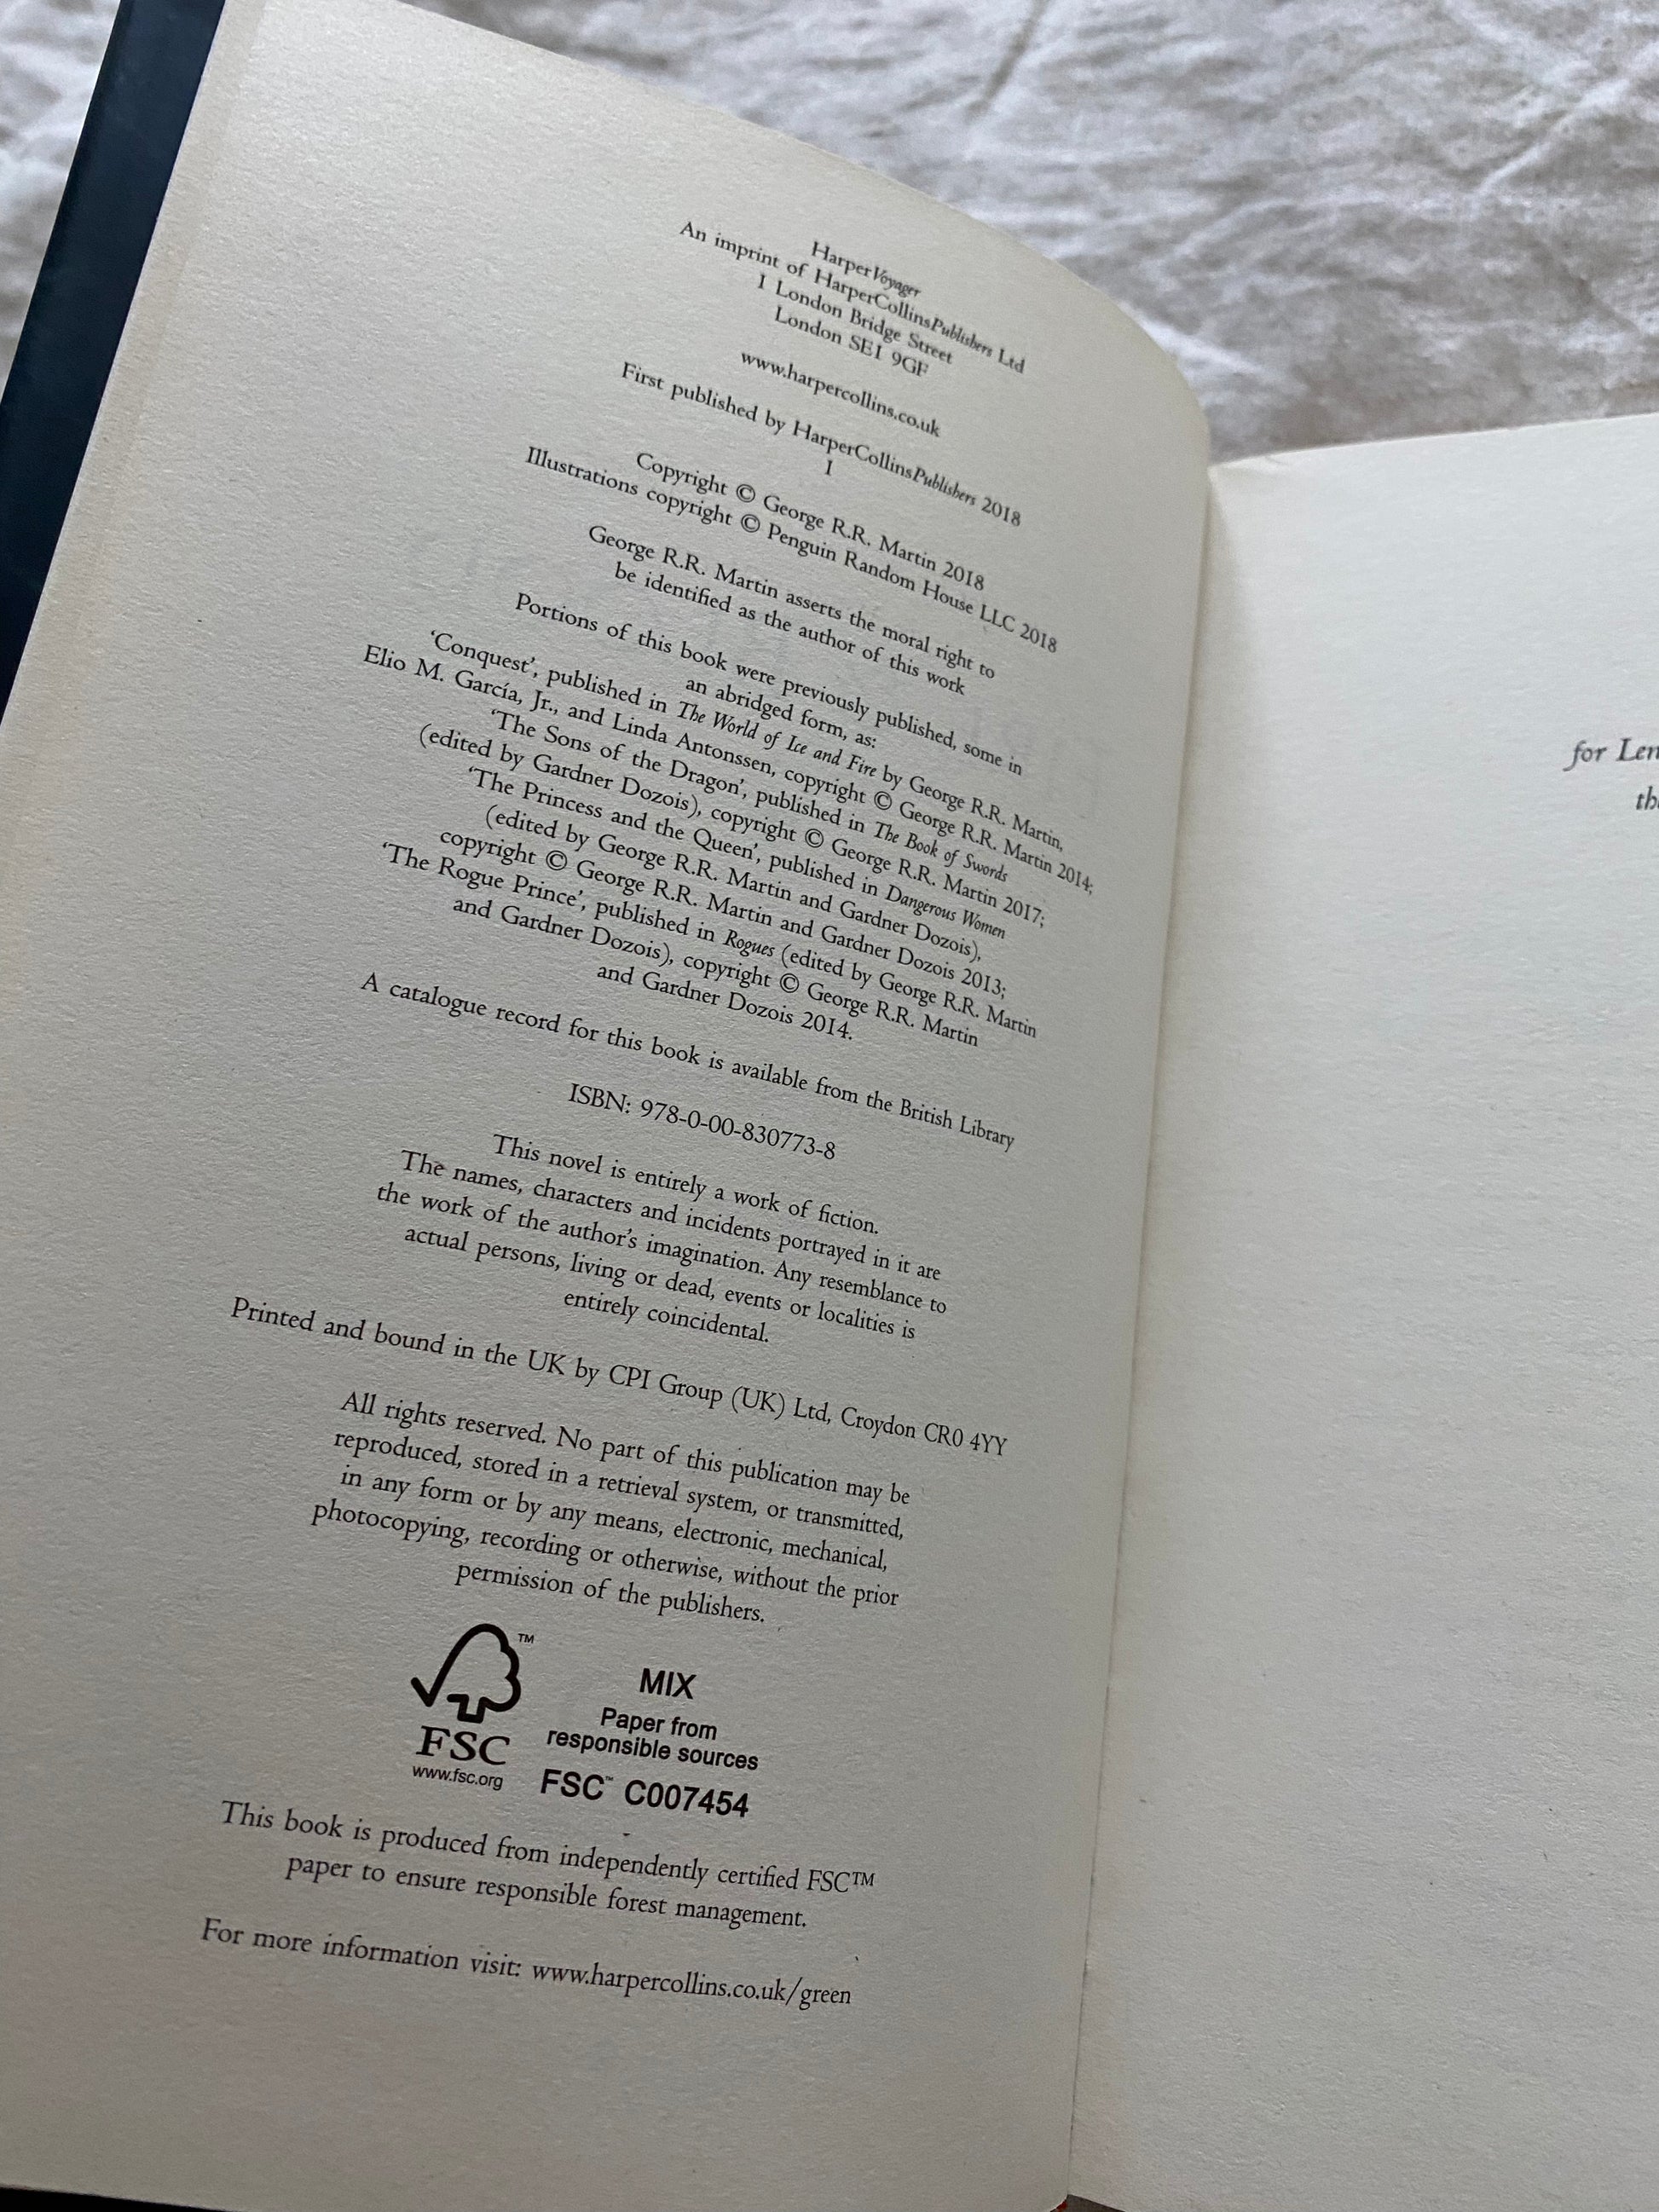 HarperVoyager
An imprint of HarperCollinsPublishers Ltd
1 London Bridge Street
London SE1 9GF
www.harpercollins.co.uk
First published by HarperCollinsPublishers 2018
1
Copyright © George R.R. Martin 2018
Illustrations copyright © Penguin Random House LLC 2018
George R.R. Martin asserts the moral right to
be identified as the author of this work
Portions of this book were previously published, some in
an abridged form, as:
‘Conquest’, published in The World of Ice and Fire by George R.R. Martin,
Elio M. García, Jr., and Linda Antonssen, copyright © George R.R. Martin 2014;
‘The Sons of the Dragon’, published in The Book of Swords
(edited by Gardner Dozois), copyright © George R.R. Martin 2017;
‘The Princess and the Queen’, published in Dangerous Women
(edited by George R.R. Martin and Gardner Dozois),
copyright © George R.R. Martin and Gardner Dozois 2013;
‘The Rogue Prince’, published in Rogues (edited by George R.R. Martin
and Gardner Dozois), copyright © George R.R. Martin
and Gardner Dozois 2014.
A catalogue record for this book is available from the British Library
ISBN: 978-0-00-830773-8
This novel is entirely a work of fiction.
The names, characters and incidents portrayed in it are
the work of the author’s imagination. Any resemblance to
actual persons, living or dead, events or localities is
entirely coincidental.
Printed and bound in the UK by CPI Group (UK) Ltd, Croydon CR0 4YY
All rights reserved. No part of this publication may be
reproduced, stored in a retrieval system, or transmitted,
in any form or by any means, electronic, mechanical,
photocopying, recording or otherwise, without the prior
permission of the publishers.
™
FSC
www.fsc.org
MIX
Paper from
responsible sources
FSC™ C007454
This book is produced from independently certified FSC™
paper to ensure responsible forest management.
For more information visit: www.harpercollins.co.uk/green
for